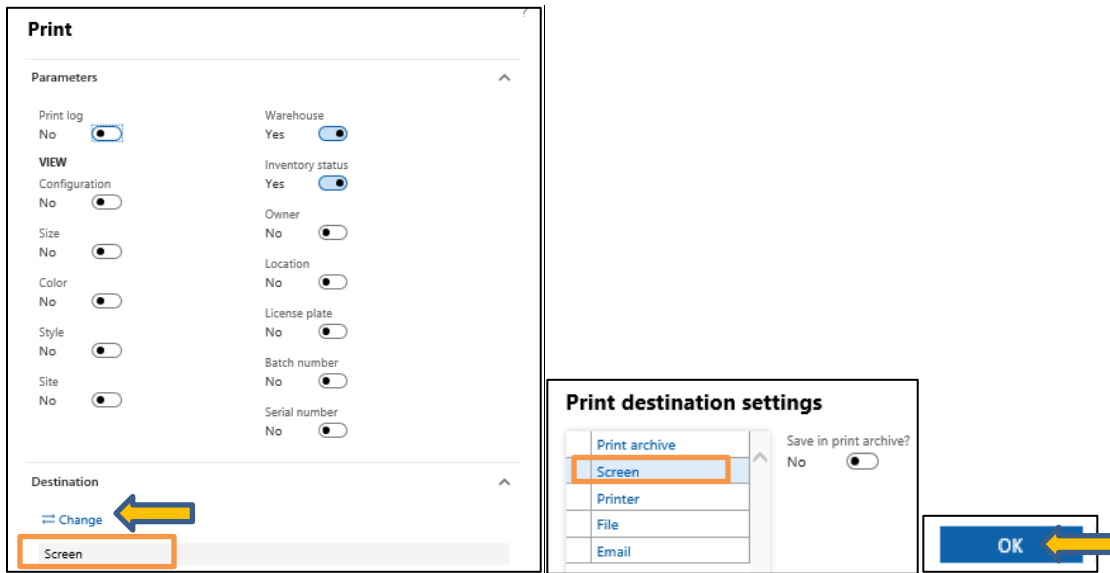 Print
Parameters
Print log
No
VIEW
Configuration
No
Size
No
Color
No
Style
No
Site
No
Warehouse
Yes
Inventory status
Yes
Owner
No
Location
No
License plate
No
Batch number
No
Serial number
No
Destination
Change
Screen
Print destination settings
Print archive
Screen
Printer
File
Email
Save in print archive?
No
OK